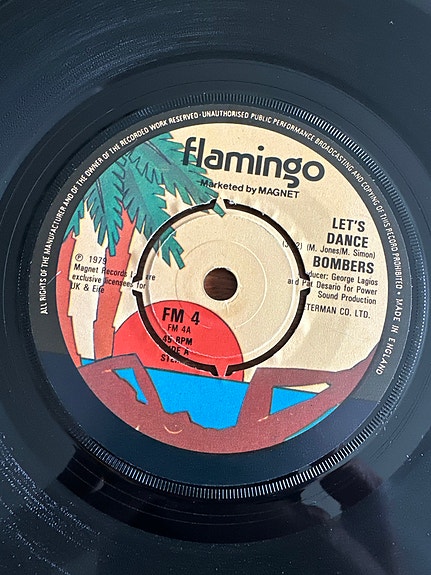 ALL RIGHTS OF THE MANUFACTURER AND OF THE OWNER OF THE RECORDED WORK RESERVED · UNAUTHORISED PUBLIC PERFORMANCE BROADCASTING AND COPYING OF THIS RECORD PROHIBITED · MADE IN ENGLAND
flamingo
Marketed by MAGNET
LET'S
DANCE
(M. Jones/M. Simon)
BOMBERS
George Lagios
and Pat Desario for Power
Sound Production
CO. LTD.
℗ 1979
Magnet Records
are
exclusive licensees for
UK & Eire
FM 4
FM 4A
45 RPM
A